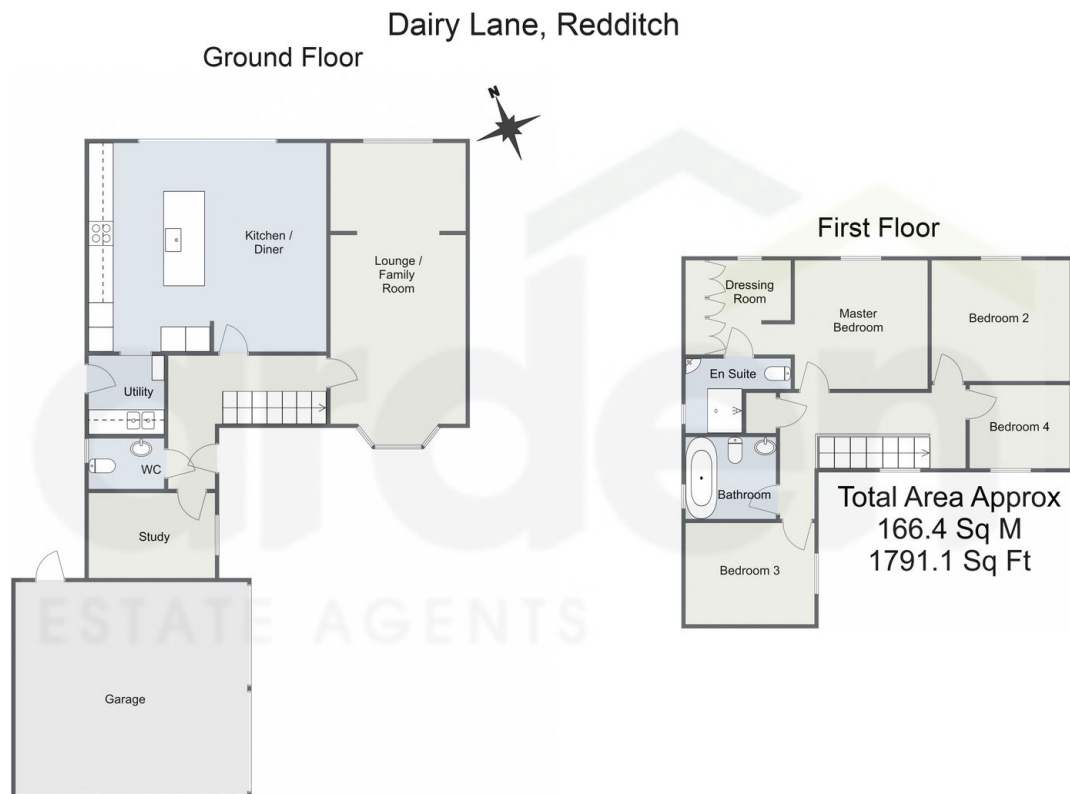 Dairy Lane, Redditch
Ground Floor
N
Kitchen /
Diner
Lounge /
Family
Room
Utility
WC
Study
Garage
First Floor
Dressing
Room
Master
Bedroom
Bedroom 2
En Suite
Bedroom 4
Bathroom
Bedroom 3
Total Area Approx
166.4 Sq M
1791.1 Sq Ft
arden
ESTATE AGENTS